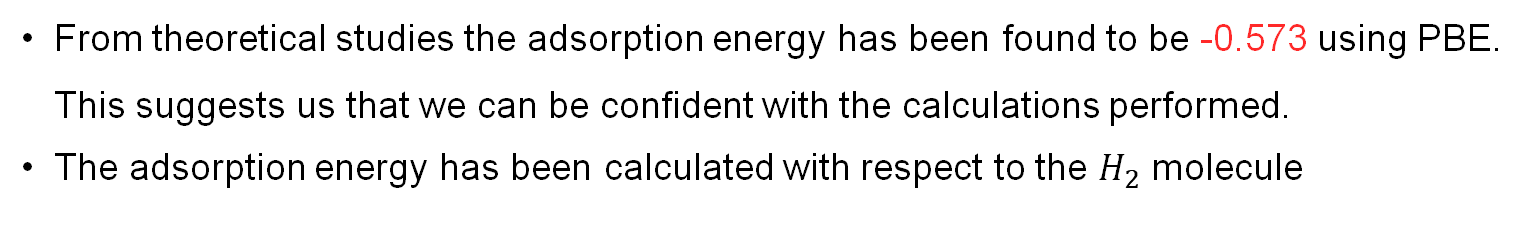 • From theoretical studies the adsorption energy has been found to be -0.573 using PBE.
This suggests us that we can be confident with the calculations performed.
• The adsorption energy has been calculated with respect to the H₂ molecule